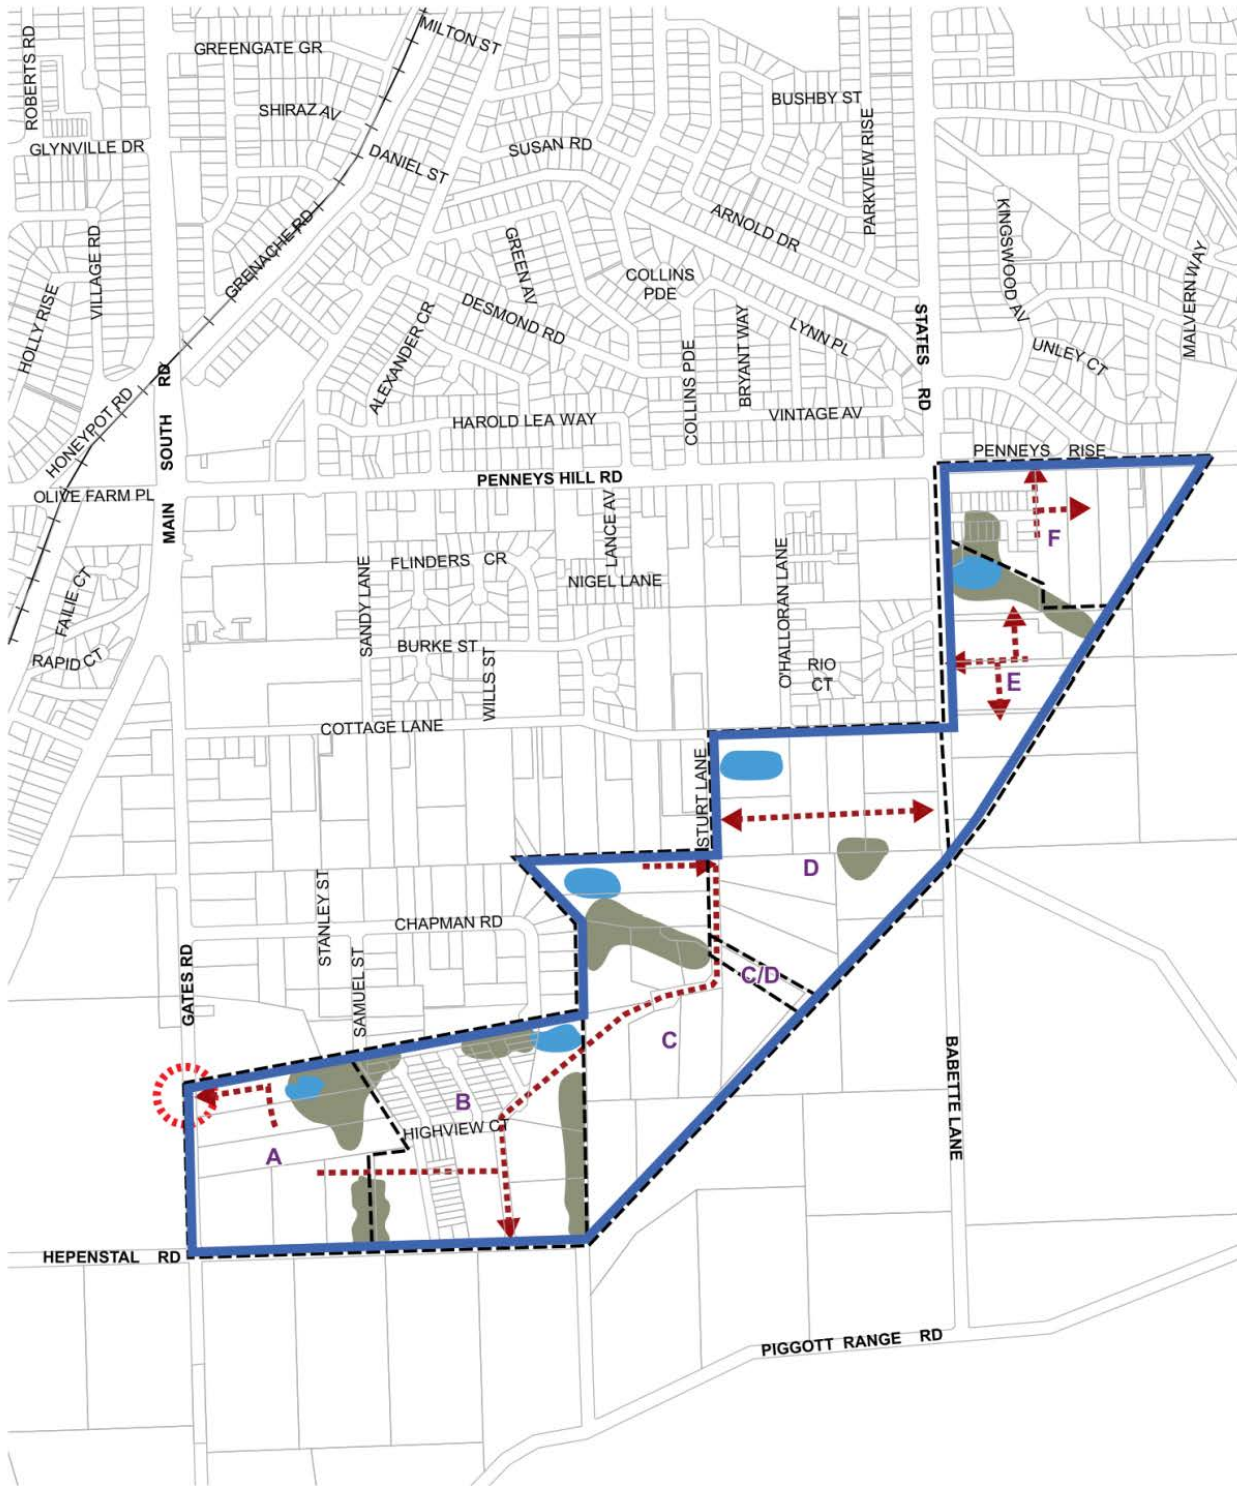 ROBERTS RD
GREENGATE GR
MILTON ST
SHIRAZ AV
BUSHBY ST
GLYNVILLE DR
DANIEL ST
SUSAN RD
PARKVIEW RISE
VILLAGE RD
GRENACHE RD
ARNOLD DR
KINGSWOOD AV
GREEN AV
COLLINS
PDE
HOLLY RISE
MALVERN WAY
DESMOND RD
LYNN PL
STATES RD
ALEXANDER CR
BRYANT WAY
UNLEY CT
COLLINS PDE
HONEYPOT RD
HAROLD LEA WAY
VINTAGE AV
MAIN SOUTH RD
PENNEYS RISE
PENNEYS HILL RD
OLIVE FARM PL
LANCE AV
F
FAILIE CT
SANDY LANE
FLINDERS CR
NIGEL LANE
O'HALLORAN LANE
RAPID CT
BURKE ST
WILLS ST
RIO
CT
E
COTTAGE LANE
STURT LANE
D
STANLEY ST
CHAPMAN RD
SAMUEL ST
GATES RD
C/D
C
BABETTE LANE
B
HIGHVIEW CT
A
HEPENSTAL RD
PIGGOTT RANGE RD